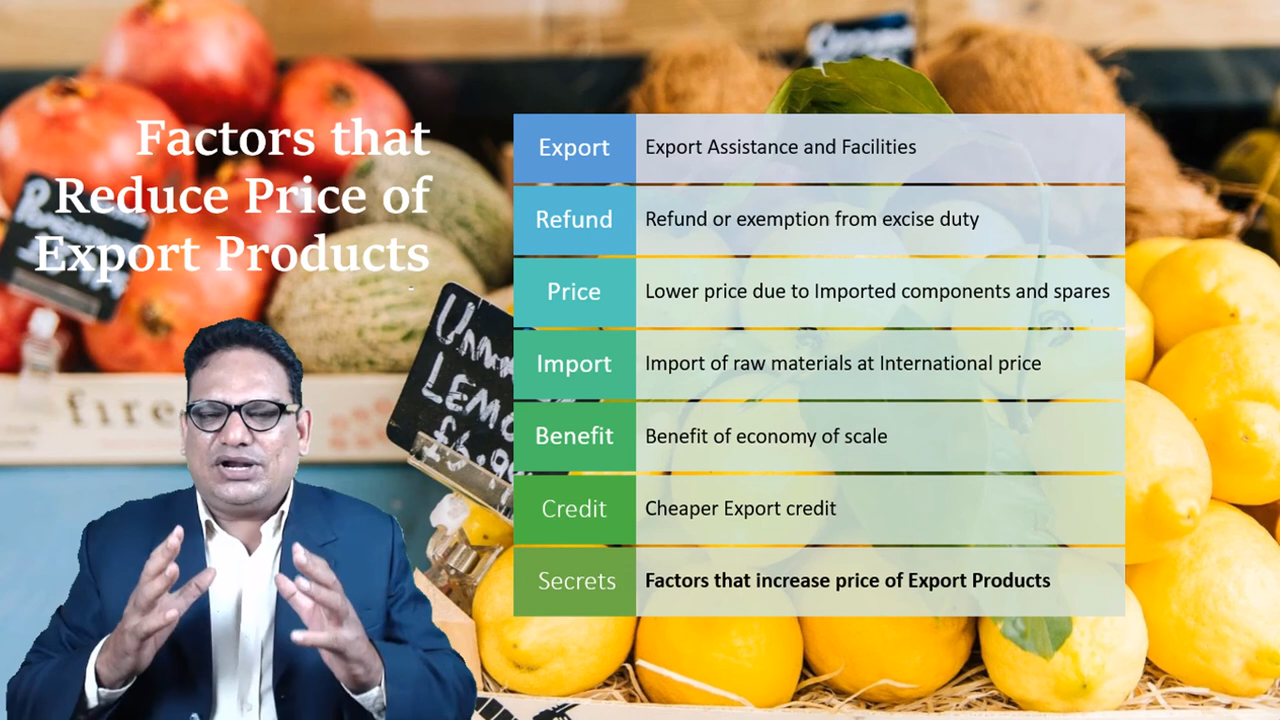 Factors that
Reduce Price of
Export Products
Export Export Assistance and Facilities
Refund Refund or exemption from excise duty
Price Lower price due to Imported components and spares
Import Import of raw materials at International price
Benefit Benefit of economy of scale
Credit Cheaper Export credit
Secrets Factors that increase price of Export Products
fire
LEMO
£6.9